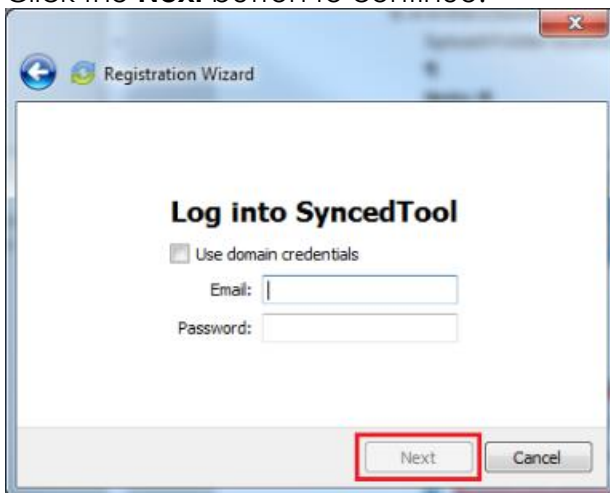 Click the Next button to continue.
Registration Wizard
Log into SyncedTool
Use domain credentials
Email:
Password:
Next
Cancel